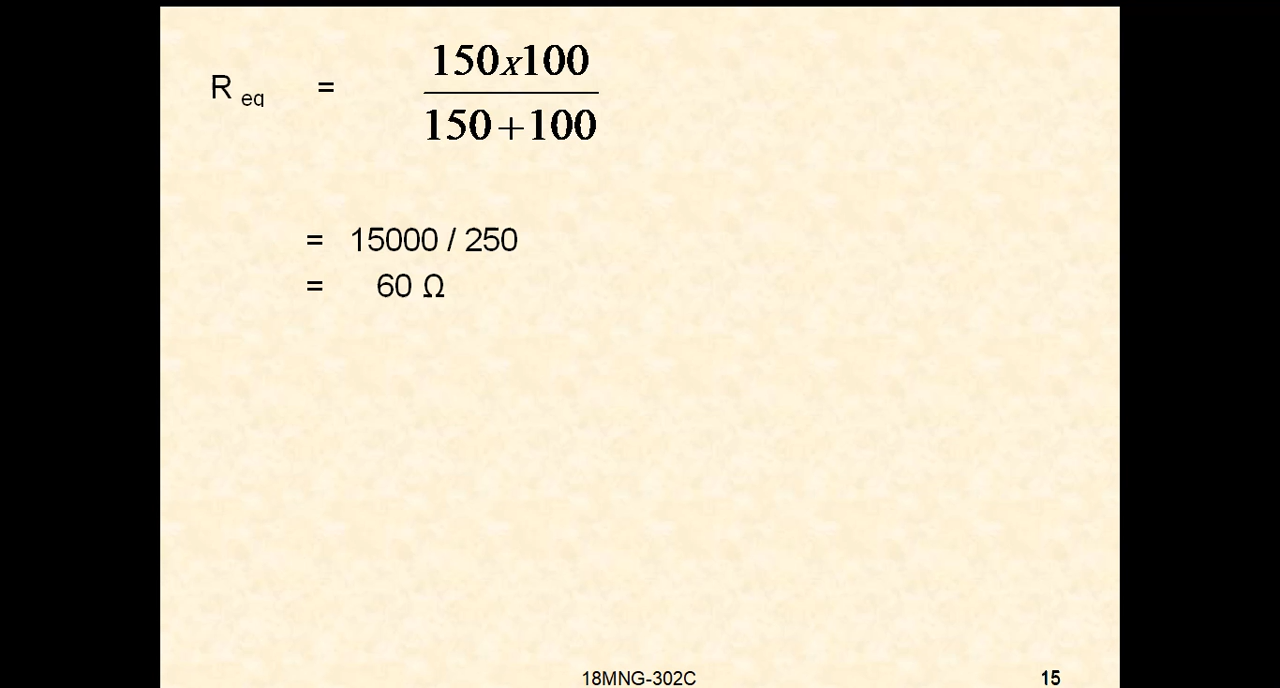 R eq = 150x100
150+100
= 15000 / 250
= 60 Ω
18MNG-302C 15